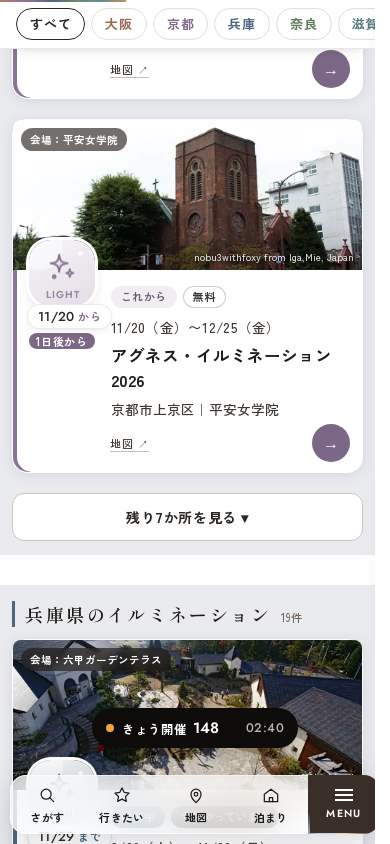 すべて 大阪 京都 兵庫 奈良 滋賀
地図 ↗
→
会場：平安女学院
nobu3withfoxy from Iga,Mie, Japan
LIGHT
11/20 から
1日後から
これから 無料
11/20（金）〜12/25（金）
アグネス・イルミネーション
2026
京都市上京区｜平安女学院
地図 ↗
→
残り7か所を見る ▾
兵庫県のイルミネーション 19件
会場：六甲ガーデンテラス
きょう開催 148 02:40
さがす 行きたい 地図 泊まり MENU
11/29 まで